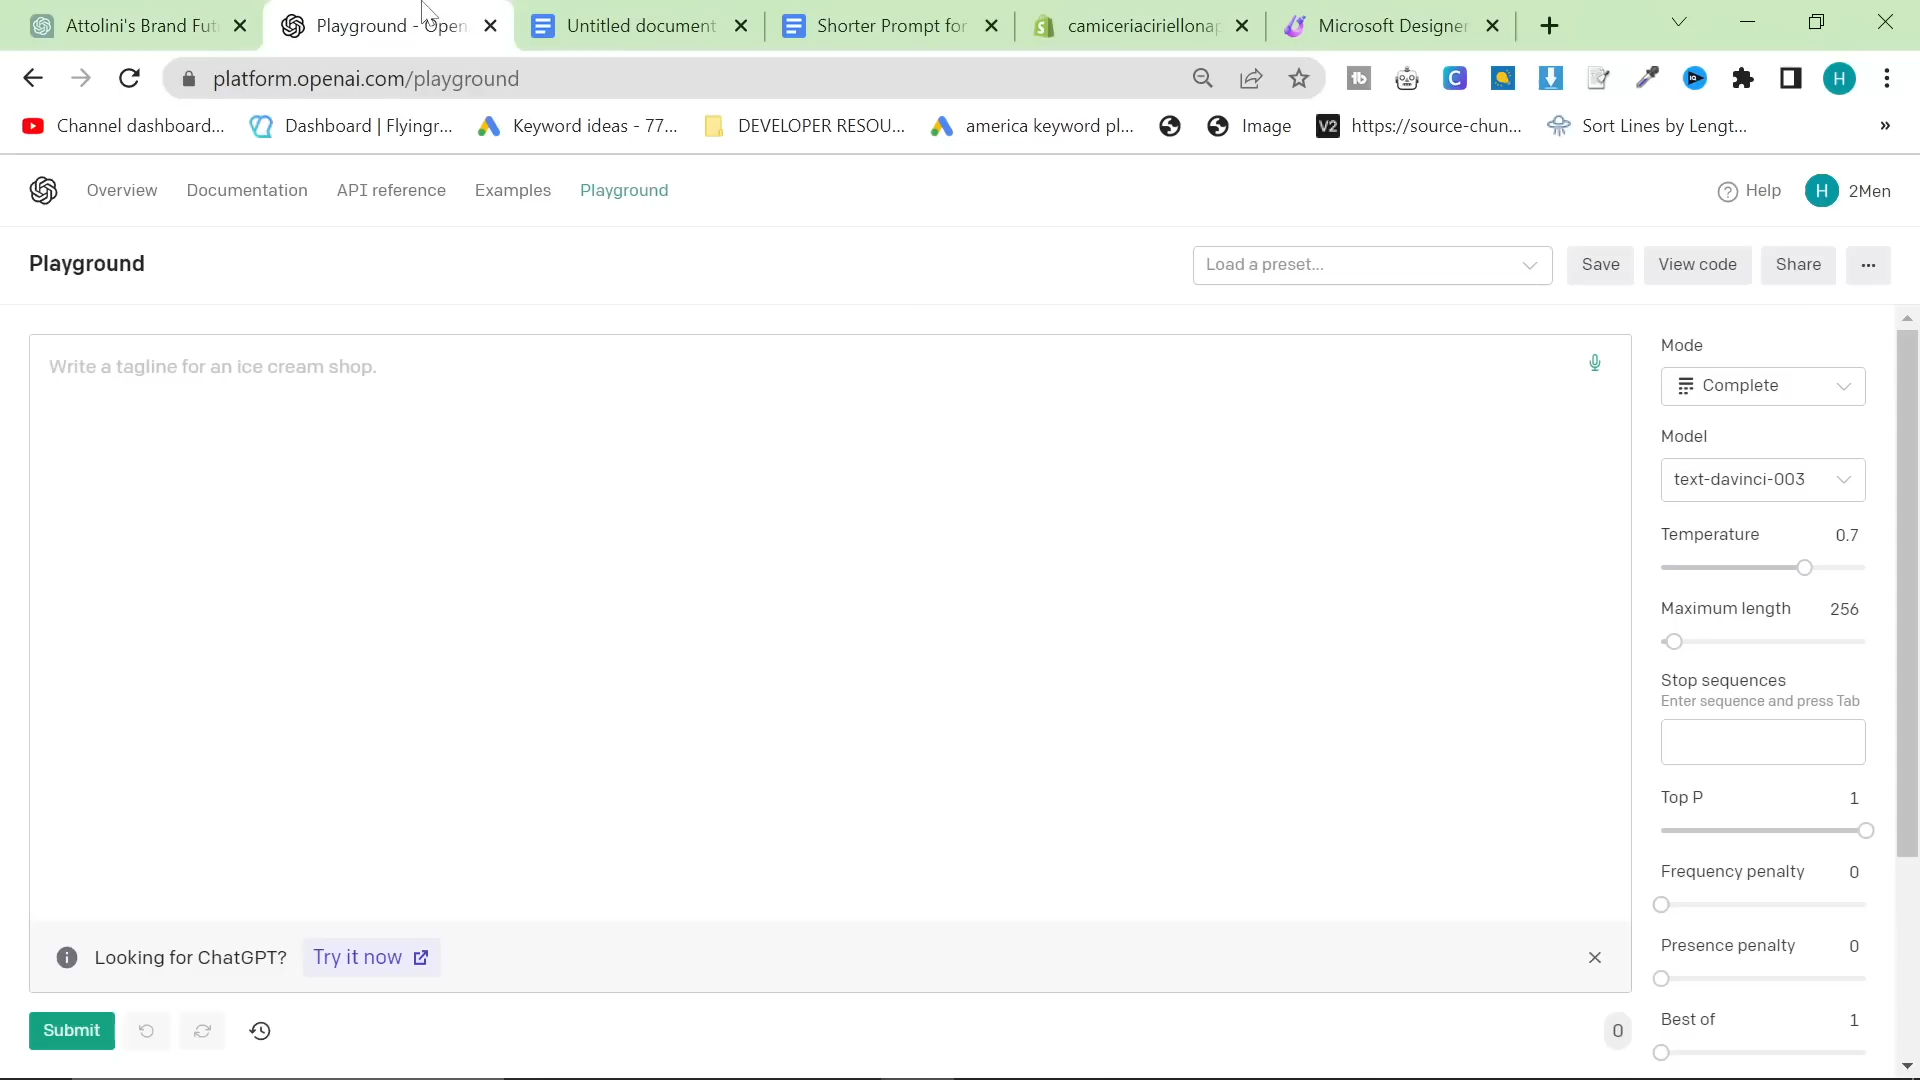 Attolini's Brand Fut
Playground - Open
Untitled document
Shorter Prompt for
camiceriaciriellonap
Microsoft Designer
platform.openai.com/playground
tb
C
H
Channel dashboard...
Dashboard | Flyingr...
Keyword ideas - 77...
DEVELOPER RESOU...
america keyword pl...
Image
V2
https://source-chun...
Sort Lines by Lengt...
»
Overview
Documentation
API reference
Examples
Playground
Help
H
2Men
Playground
Load a preset...
Save
View code
Share
...
Write a tagline for an ice cream shop.
Mode
Complete
Model
text-davinci-003
Temperature 0.7
Maximum length 256
Stop sequences
Enter sequence and press Tab
Top P 1
Frequency penalty 0
Presence penalty 0
Best of 1
Looking for ChatGPT? Try it now
Submit
0